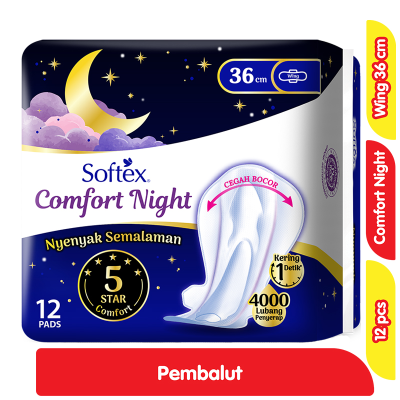 36 cm
Wing
Softex
Comfort Night
Nyenyak Semalaman
5
STAR
Comfort
12
PADS
CEGAH BOCOR
Kering
1 Detik
4000
Lubang
Penyerap
Wing 36 cm
Comfort Night
12 pcs
Pembalut